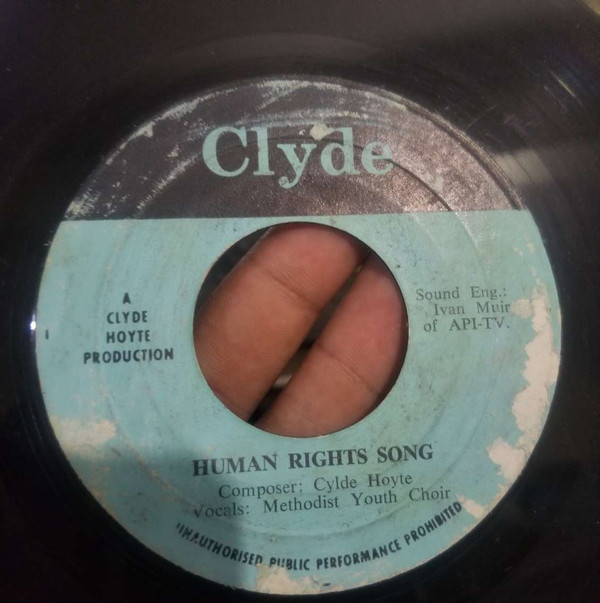 Clyde
A
CLYDE
HOYTE
PRODUCTION
Sound Eng.:
Ivan Muir
of API-TV.
HUMAN RIGHTS SONG
Composer: Cylde Hoyte
Vocals: Methodist Youth Choir
UNAUTHORISED PUBLIC PERFORMANCE PROHIBITED